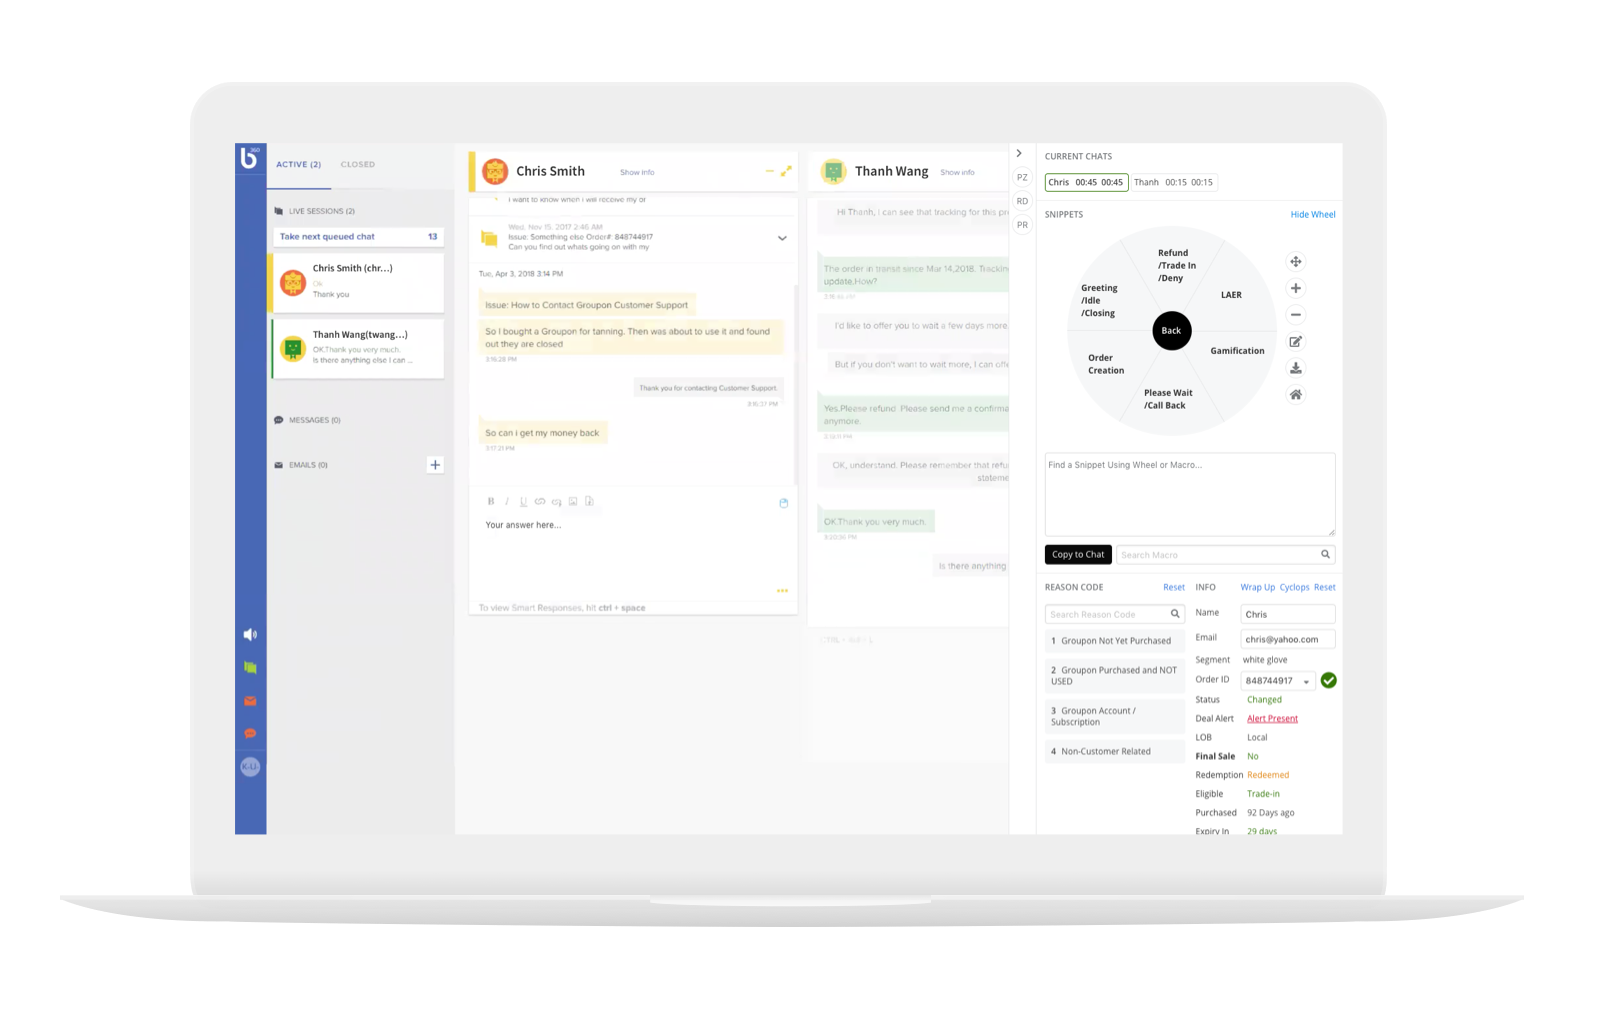 b360
ACTIVE (2) CLOSED
LIVE SESSIONS (2)
Take next queued chat 13
Chris Smith (chr...)
Ok
Thank you
Thanh Wang(twang...)
OK.Thank you very much.
Is there anything else I can ...
MESSAGES (0)
EMAILS (0)
K-U-
Chris Smith Show info
I want to know when I will receive my
Wed, Nov 15, 2017 2:46 AM
Issue: Something else Order#: 848744917
Can you find out whats going on with my
Tue, Apr 3, 2018 3:14 PM
Issue: How to Contact Groupon Customer Support
So I bought a Groupon for tanning. Then was about to use it and found
out they are closed
3:16:28 PM
Thank you for contacting Customer Support.
3:16:37 PM
So can i get my money back
3:17:21 PM
B I U
Your answer here...
To view Smart Responses, hit ctrl + space
Thanh Wang Show info
Hi Thanh, I can see that tracking for this pr
The order in transit since Mar 14,2018. Trackin
update,How?
I'd like to offer you to wait a few days more
But if you don't want to wait more, I can offe
Yes.Please refund. Please send me a confirma
anymore.
3:19:11 PM
OK, understand. Please remember that refu
stateme
OK.Thank you very much.
3:20:36 PM
Is there anything
PZ
RD
PR
CURRENT CHATS
Chris 00:45 00:45 Thanh 00:15 00:15
SNIPPETS Hide Wheel
Refund
/Trade In
/Deny
LAER
Greeting
/Idle
/Closing
Back
Gamification
Order
Creation
Please Wait
/Call Back
Find a Snippet Using Wheel or Macro...
Copy to Chat Search Macro
REASON CODE Reset
Search Reason Code
1 Groupon Not Yet Purchased
2 Groupon Purchased and NOT
USED
3 Groupon Account /
Subscription
4 Non-Customer Related
INFO Wrap Up Cyclops Reset
Name Chris
Email chris@yahoo.com
Segment white glove
Order ID 848744917
Status Changed
Deal Alert Alert Present
LOB Local
Final Sale No
Redemption Redeemed
Eligible Trade-in
Purchased 92 Days ago
Expiry In 29 days